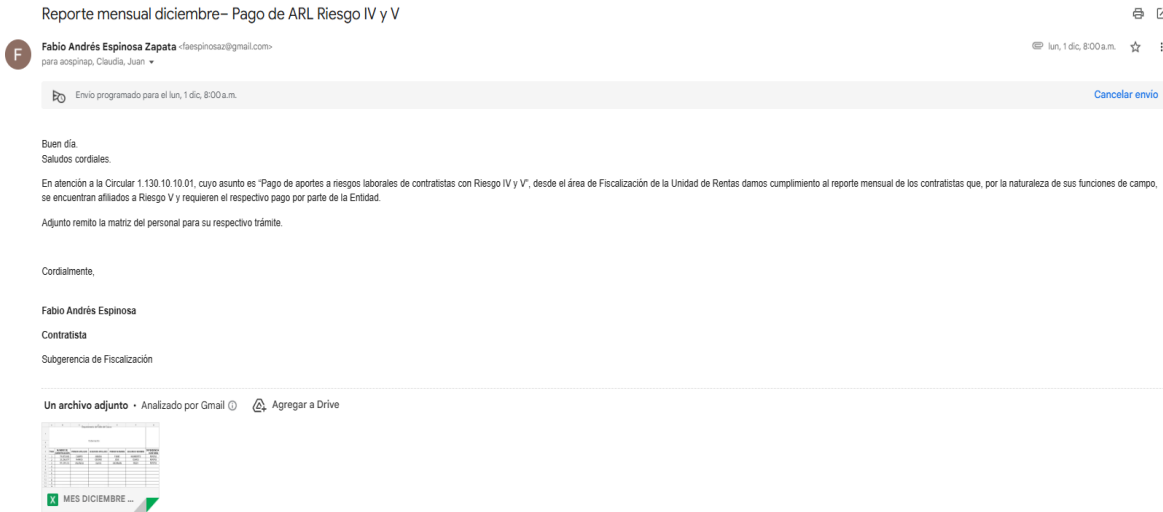 Reporte mensual diciembre– Pago de ARL Riesgo IV y V
F
Fabio Andrés Espinosa Zapata <faespinosaz@gmail.com>
lun, 1 dic, 8:00 a.m.
para aospinap, Claudia, Juan
Envío programado para el lun, 1 dic, 8:00 a.m.
Cancelar envío
Buen día.
Saludos cordiales.
En atención a la Circular 1.130.10.10.01, cuyo asunto es “Pago de aportes a riesgos laborales de contratistas con Riesgo IV y V”, desde el área de Fiscalización de la Unidad de Rentas damos cumplimiento al reporte mensual de los contratistas que, por la naturaleza de sus funciones de campo,
se encuentran afiliados a Riesgo V y requieren el respectivo pago por parte de la Entidad.
Adjunto remito la matriz del personal para su respectivo trámite.
Cordialmente,
Fabio Andrés Espinosa
Contratista
Subgerencia de Fiscalización
Un archivo adjunto • Analizado por Gmail
Agregar a Drive
X MES DICIEMBRE ...